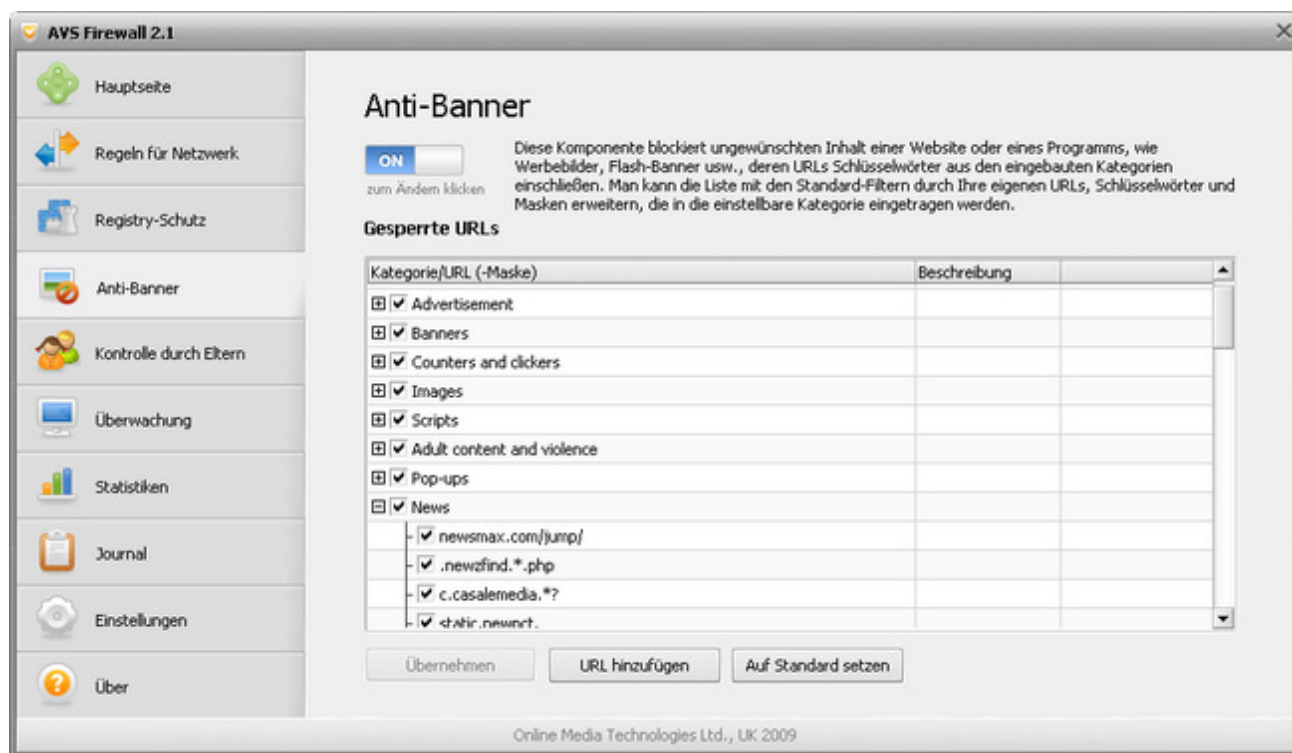 AVS Firewall 2.1
Hauptseite
Regeln für Netzwerk
Registry-Schutz
Anti-Banner
Kontrolle durch Eltern
Überwachung
Statistiken
Journal
Einstellungen
Über
Anti-Banner
ON
zum Ändern klicken
Diese Komponente blockiert ungewünschten Inhalt einer Website oder eines Programms, wie
Werbebilder, Flash-Banner usw., deren URLs Schlüsselwörter aus den eingebauten Kategorien
einschließen. Man kann die Liste mit den Standard-Filtern durch Ihre eigenen URLs, Schlüsselwörter und
Masken erweitern, die in die einstellbare Kategorie eingetragen werden.
Gesperrte URLs
Kategorie/URL (-Maske) Beschreibung
Advertisement
Banners
Counters and clickers
Images
Scripts
Adult content and violence
Pop-ups
News
newsmax.com/jump/
.newzfind.*.php
c.casalemedia.*?
static.newpct.
Übernehmen URL hinzufügen Auf Standard setzen
Online Media Technologies Ltd., UK 2009